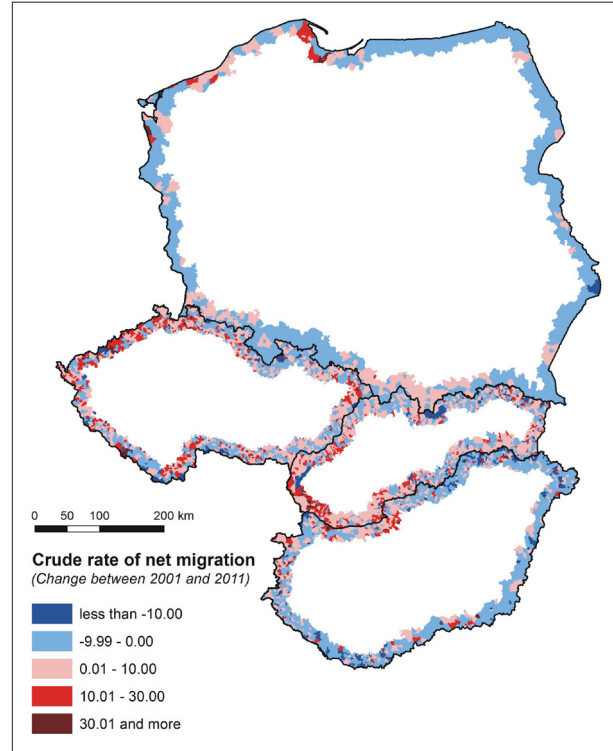 0 50 100 200 km
Crude rate of net migration
(Change between 2001 and 2011)
less than -10.00
-9.99 - 0.00
0.01 - 10.00
10.01 - 30.00
30.01 and more